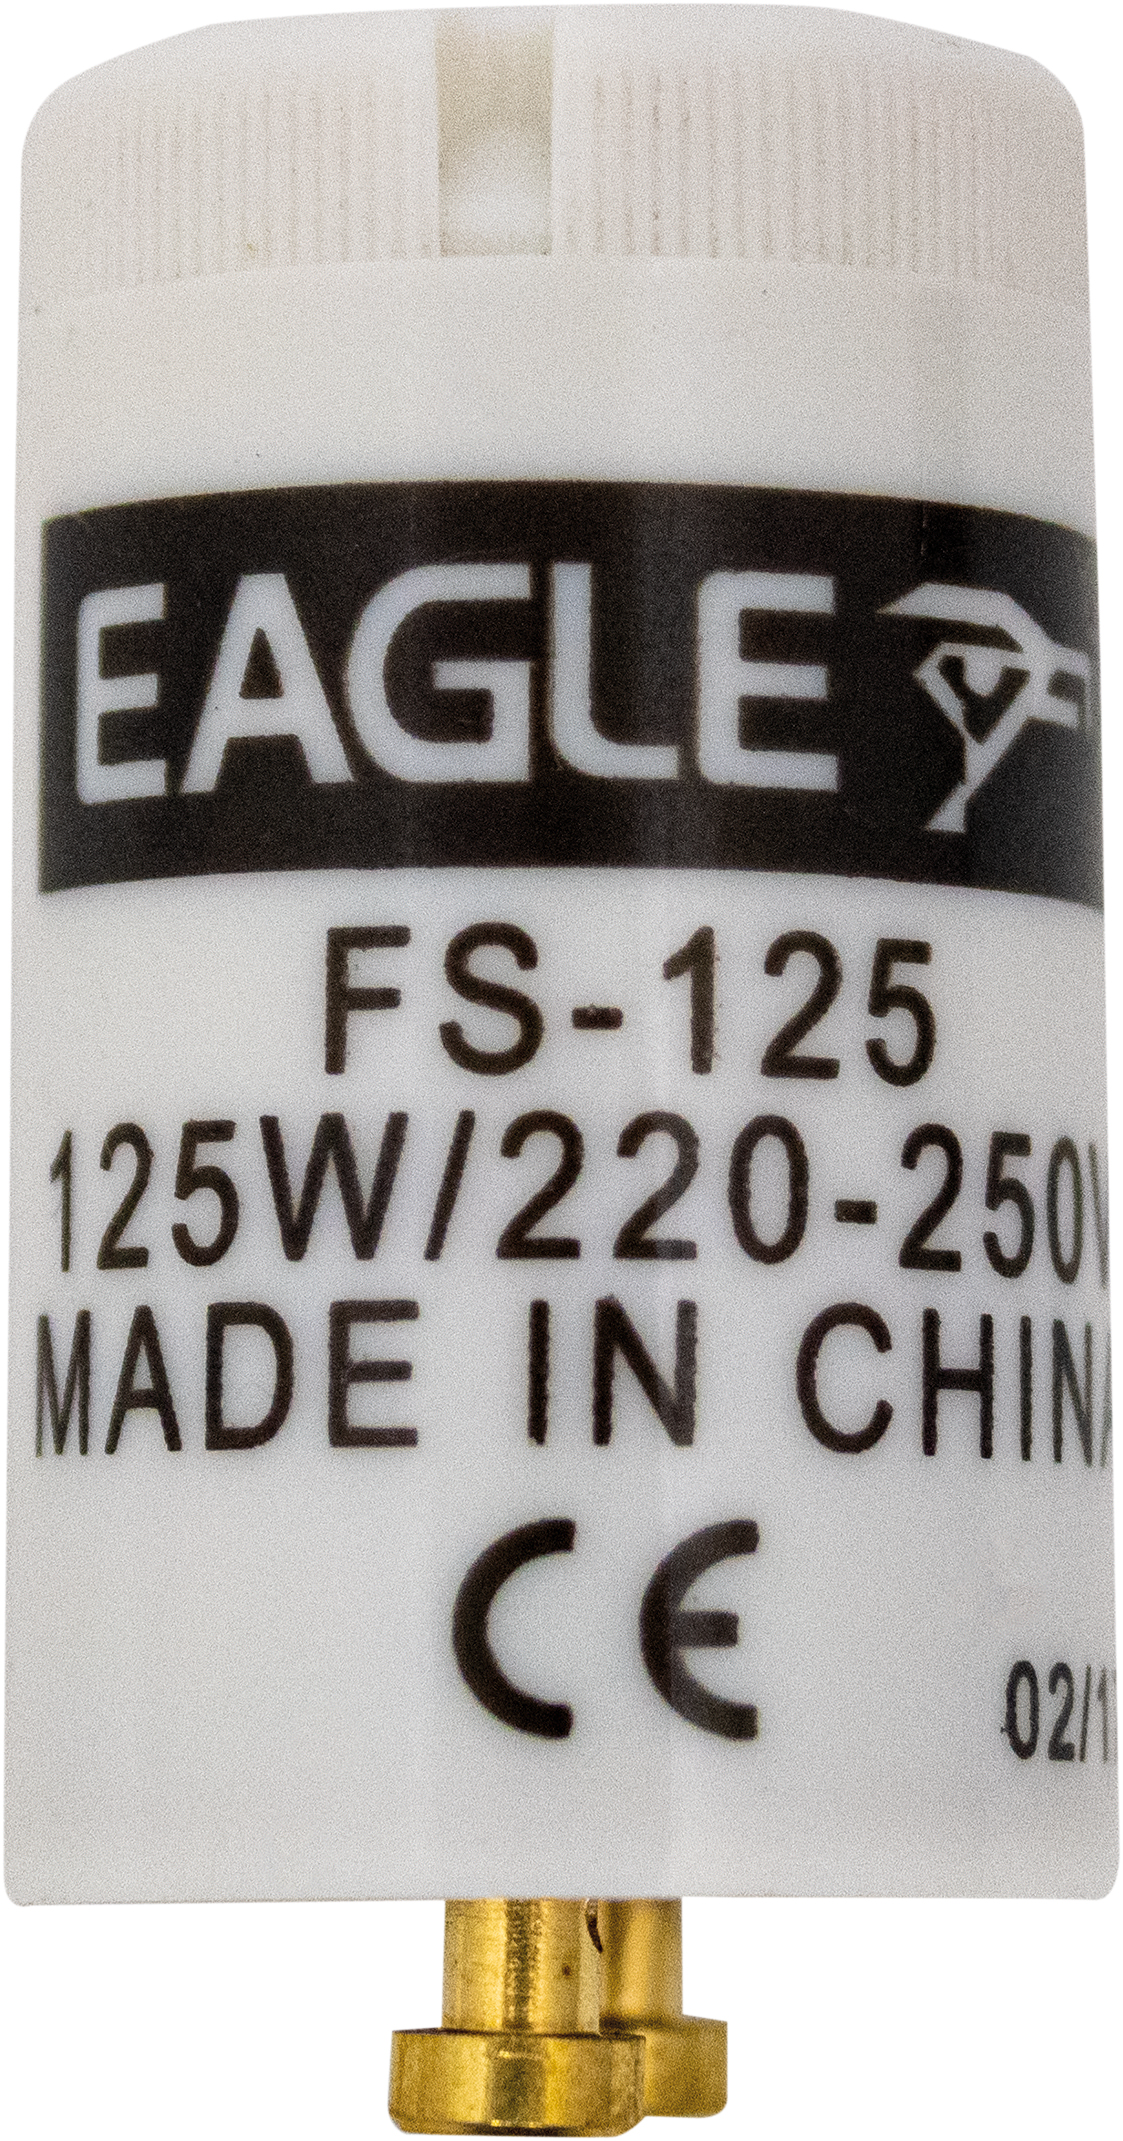 EAGLE
FS-125
125W/220-250V
MADE IN CHINA
CE
02/1